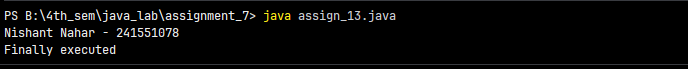 PS B:\4th_sem\java_lab\assignment_7> java assign_13.java
Nishant Nahar - 241551078
Finally executed